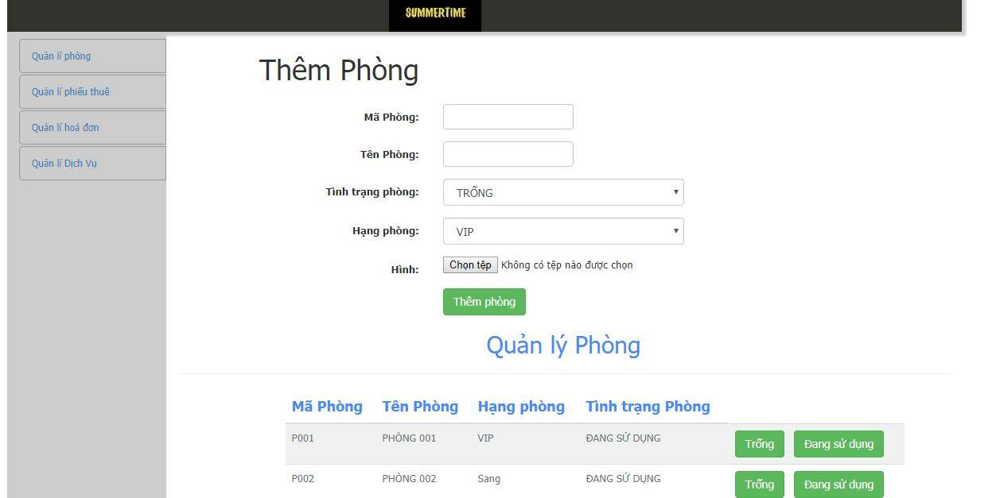 SUMMERTIME
Quản lí phòng
Quản lí phiếu thuê
Quản lí hoá đơn
Quản lí Dịch Vụ
Thêm Phòng
Mã Phòng:
Tên Phòng:
Tình trạng phòng: TRỐNG
Hạng phòng: VIP
Hình: Chọn tệp Không có tệp nào được chọn
Thêm phòng
Quản lý Phòng
Mã Phòng Tên Phòng Hạng phòng Tình trạng Phòng
P001 PHÒNG 001 VIP ĐANG SỬ DỤNG Trống Đang sử dụng
P002 PHÒNG 002 Sang ĐANG SỬ DỤNG Trống Đang sử dụng